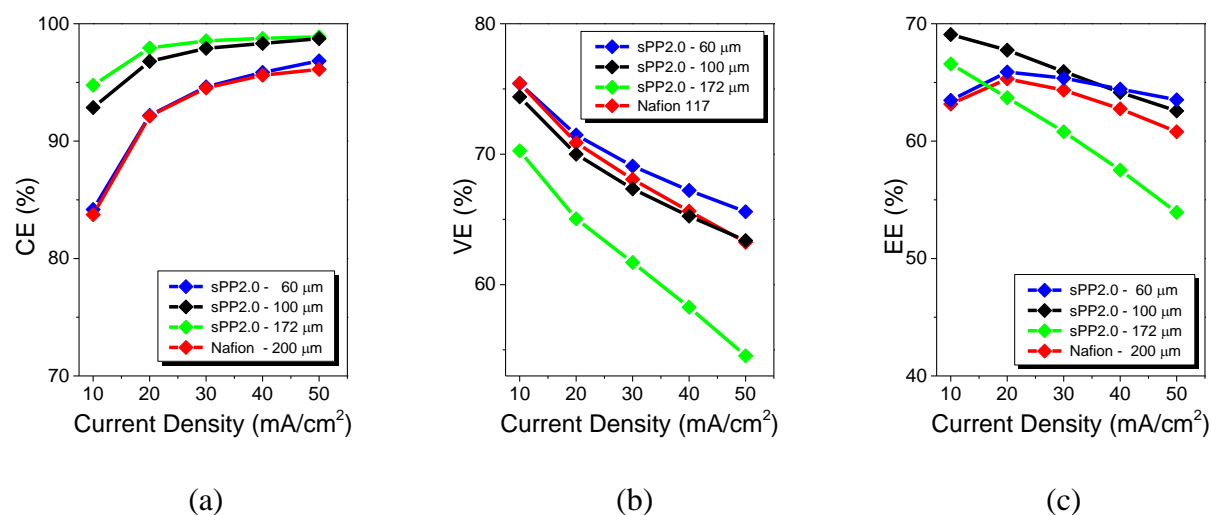 100
90
80
70
CE (%)
sPP2.0 - 60 μm
sPP2.0 - 100 μm
sPP2.0 - 172 μm
Nafion - 200 μm
10 20 30 40 50
Current Density (mA/cm²)
(a)
80
70
60
VE (%)
sPP2.0 - 60 μm
sPP2.0 - 100 μm
sPP2.0 - 172 μm
Nafion 117
10 20 30 40 50
Current Density (mA/cm²)
(b)
70
60
50
40
EE (%)
sPP2.0 - 60 μm
sPP2.0 - 100 μm
sPP2.0 - 172 μm
Nafion - 200 μm
10 20 30 40 50
Current Density (mA/cm²)
(c)